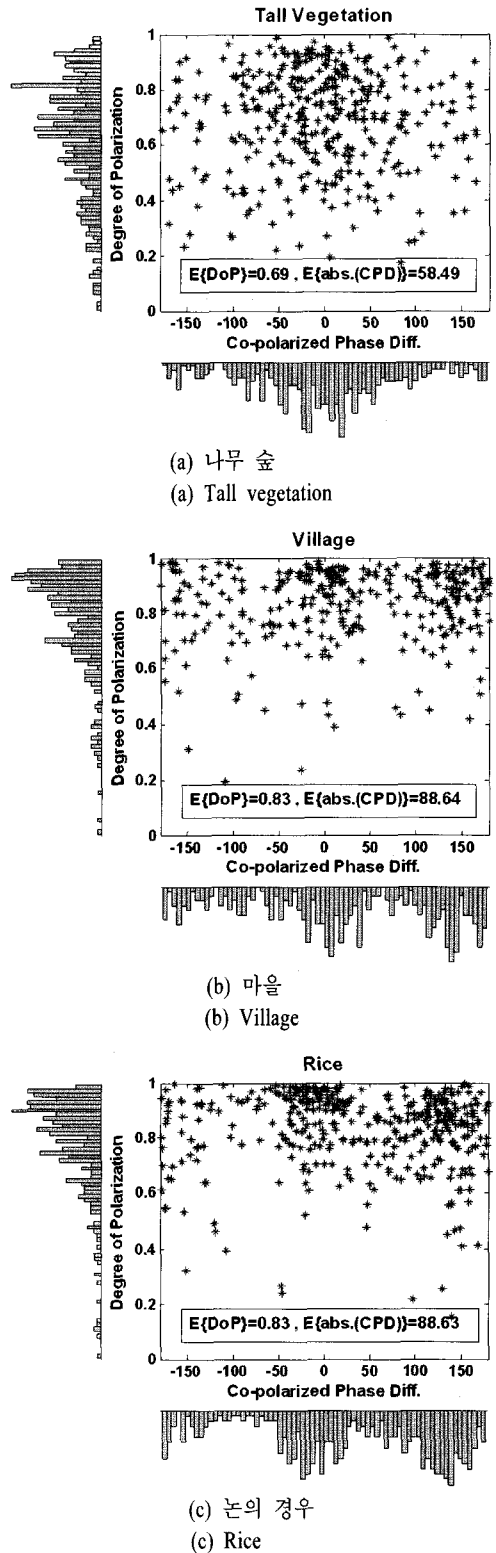 Tall Vegetation
1
0.8
0.6
0.4
0.2
0
Degree of Polarization
E{DoP}=0.69 , E{abs.(CPD)}=58.49
-150 -100 -50 0 50 100 150
Co-polarized Phase Diff.
(a) 나무 숲
(a) Tall vegetation
Village
1
0.8
0.6
0.4
0.2
0
Degree of Polarization
E{DoP}=0.83 , E{abs.(CPD)}=88.64
-150 -100 -50 0 50 100 150
Co-polarized Phase Diff.
(b) 마을
(b) Village
Rice
1
0.8
0.6
0.4
0.2
0
Degree of Polarization
E{DoP}=0.83 , E{abs.(CPD)}=88.63
-150 -100 -50 0 50 100 150
Co-polarized Phase Diff.
(c) 논의 경우
(c) Rice